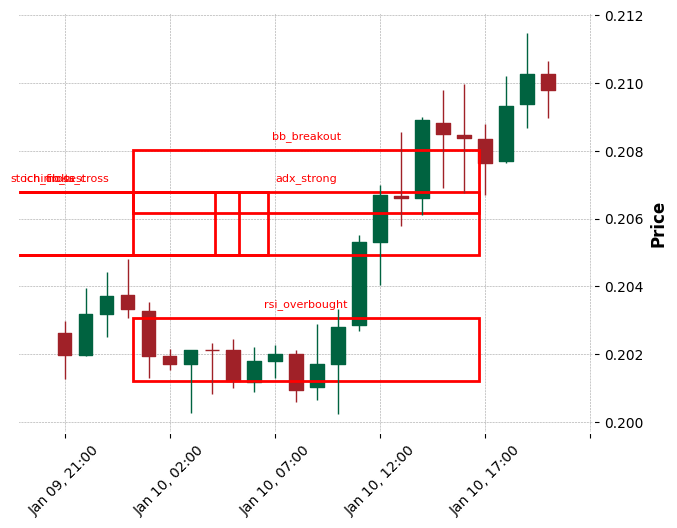 0.212
0.210
bb_breakout
0.208
adx_strong
0.206
Price
0.204
rsi_overbought
0.202
0.200
Jan 09, 21:00
Jan 10, 02:00
Jan 10, 07:00
Jan 10, 12:00
Jan 10, 17:00